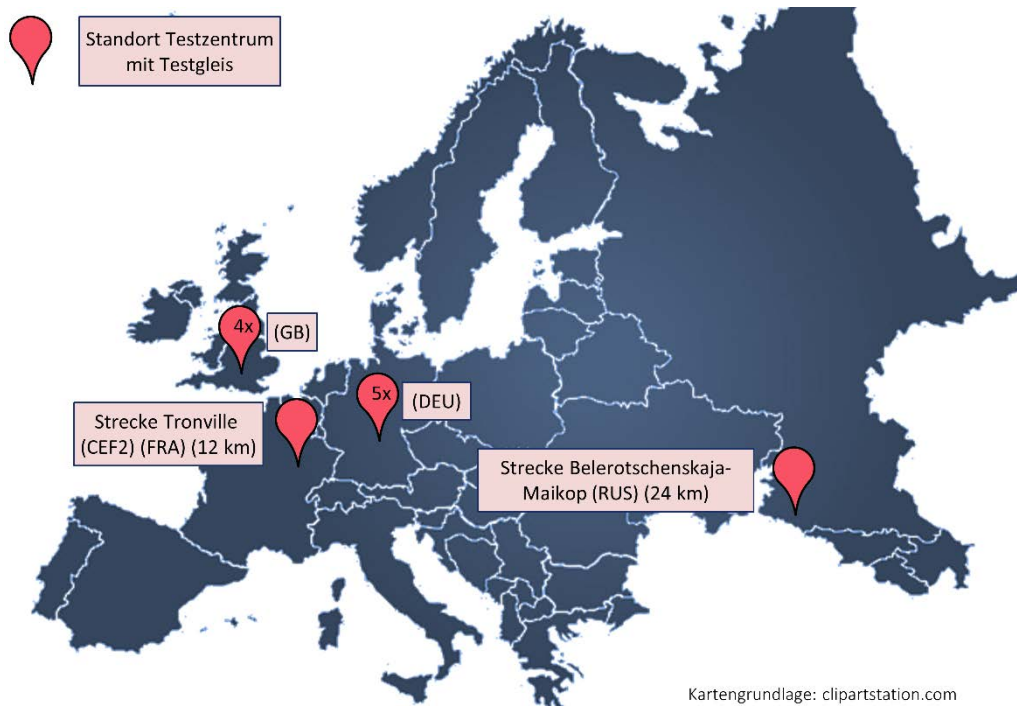 Standort Testzentrum
mit Testgleis
4x
(GB)
5x
(DEU)
Strecke Tronville
(CEF2) (FRA) (12 km)
Strecke Belerotschenskaja-
Maikop (RUS) (24 km)
Kartengrundlage: clipartstation.com